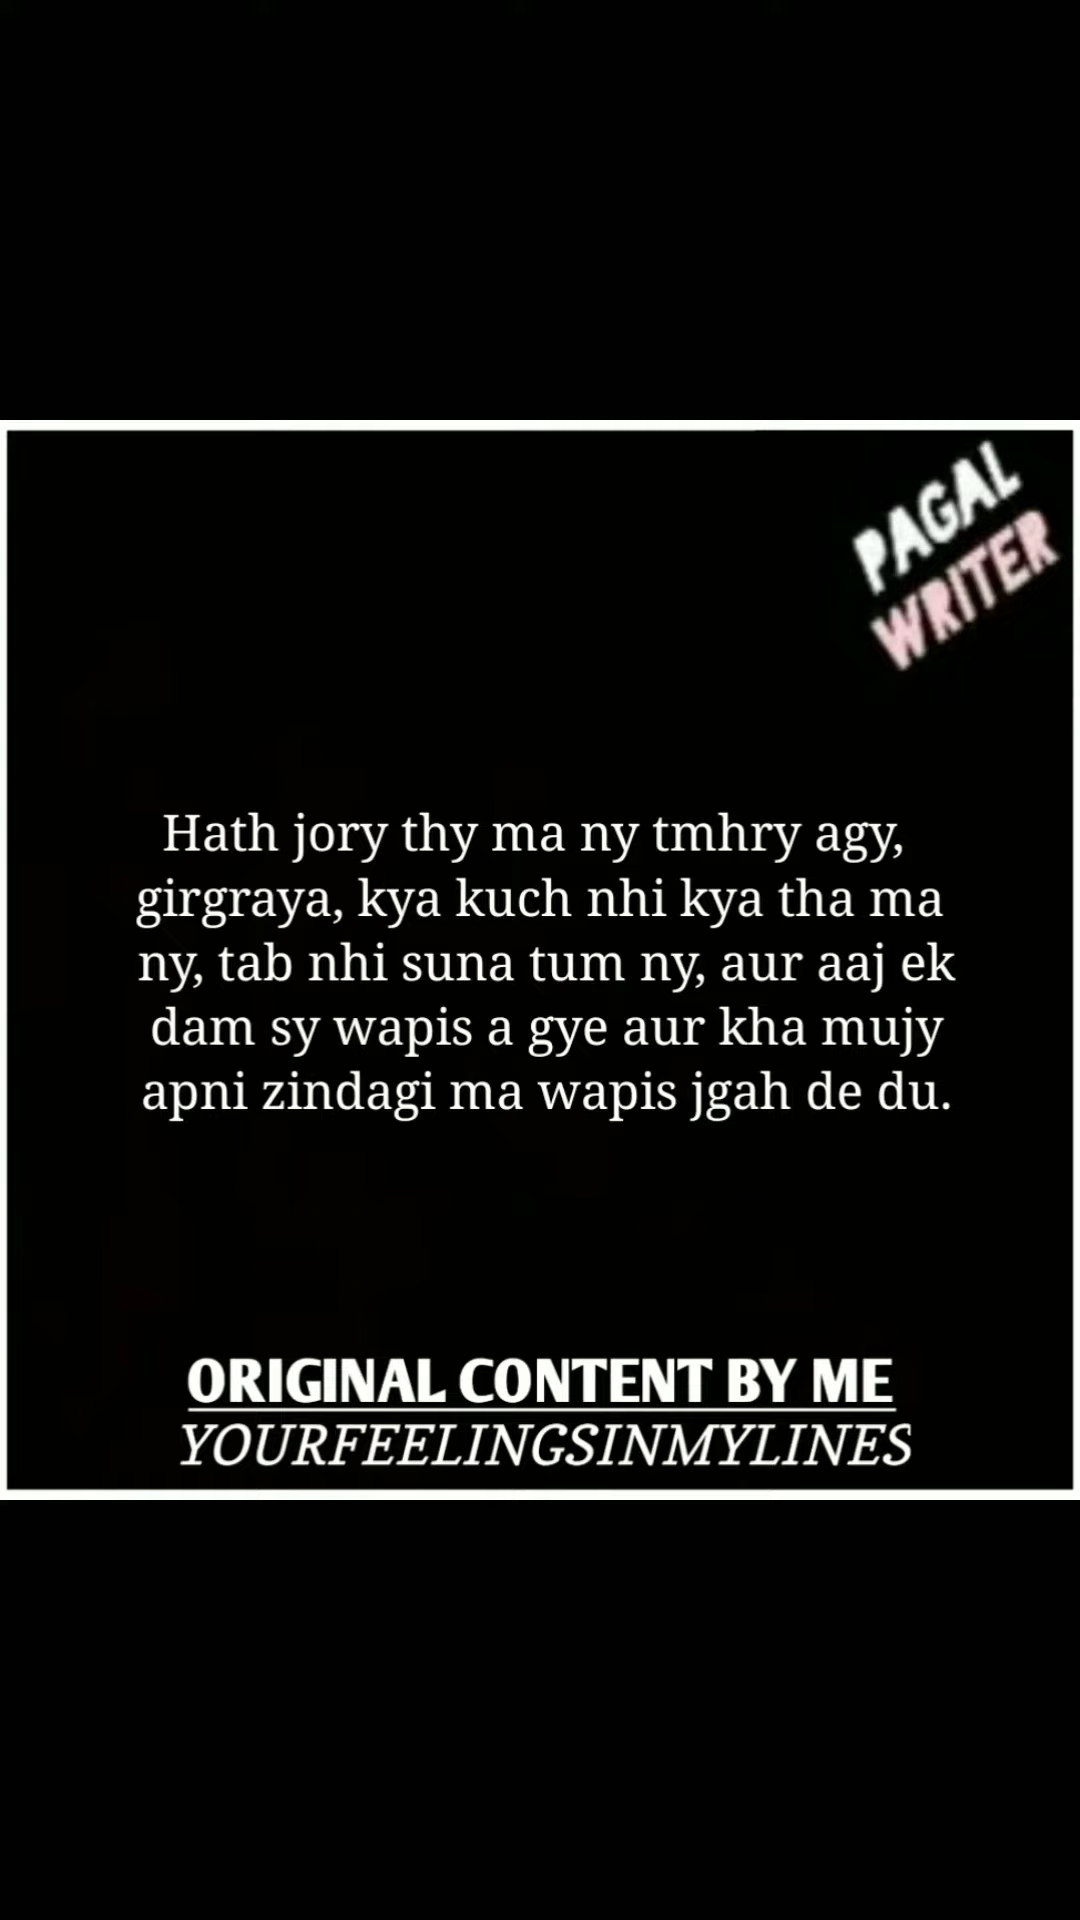 PAGAL
WRITER
Hath jory thy ma ny tmhry agy,
girgraya, kya kuch nhi kya tha ma
ny, tab nhi suna tum ny, aur aaj ek
dam sy wapis a gye aur kha mujy
apni zindagi ma wapis jgah de du.
ORIGINAL CONTENT BY ME
YOURFEELINGSINMYLINES